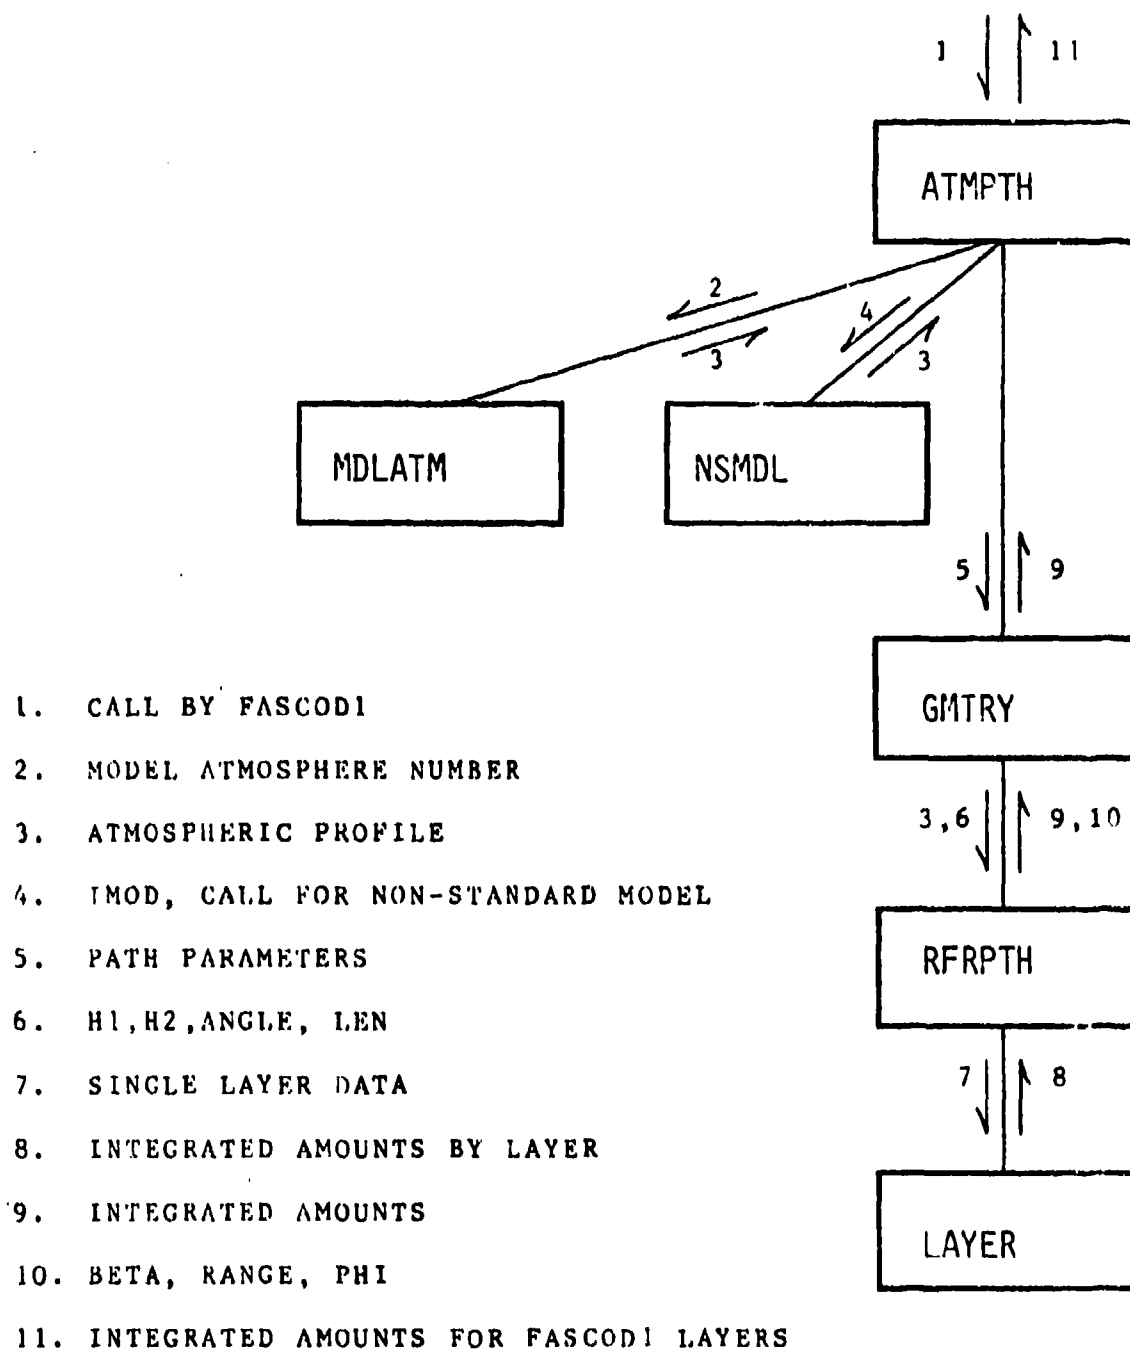 1 11
ATMPTH
2
3
4
3
MDLATM
NSMDL
5 9
GMTRY
3,6 9,10
RFRPTH
7 8
LAYER
1. CALL BY FASCOD1
2. MODEL ATMOSPHERE NUMBER
3. ATMOSPHERIC PROFILE
4. IMOD, CALL FOR NON-STANDARD MODEL
5. PATH PARAMETERS
6. H1,H2,ANGLE, LEN
7. SINGLE LAYER DATA
8. INTEGRATED AMOUNTS BY LAYER
9. INTEGRATED AMOUNTS
10. BETA, RANGE, PHI
11. INTEGRATED AMOUNTS FOR FASCOD1 LAYERS